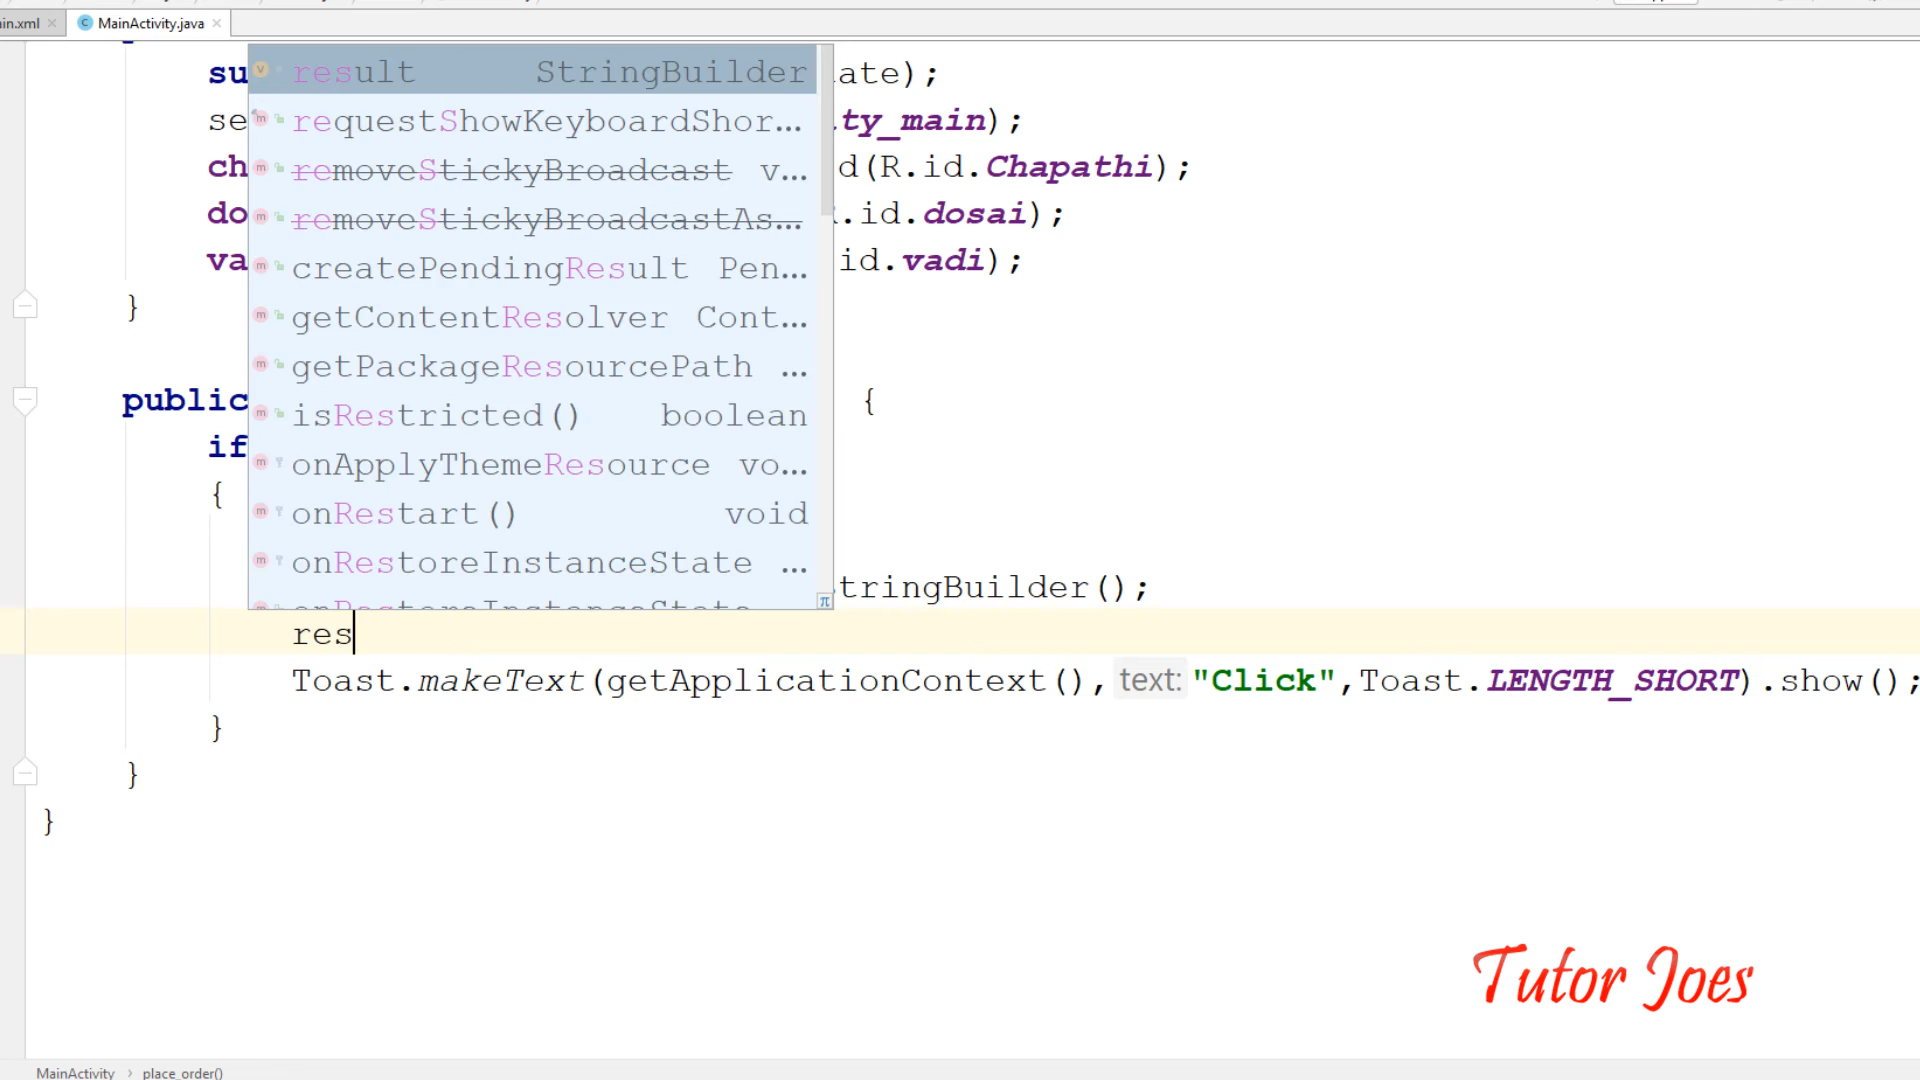 in.xml MainActivity.java
su result StringBuilder ate);
se requestShowKeyboardShor... ty_main);
ch removeStickyBroadcast v... d(R.id.Chapathi);
do removeStickyBroadcastAs... .id.dosai);
va createPendingResult Pen... id.vadi);
} getContentResolver Cont...
getPackageResourcePath ...
public isRestricted() boolean {
if onApplyThemeResource vo...
{ onRestart() void
onRestoreInstanceState ...
onRestoreInstanceState
tringBuilder();
res
Toast.makeText(getApplicationContext(), text: "Click",Toast.LENGTH_SHORT).show();
}
}
}
Tutor Joes
MainActivity > place_order()